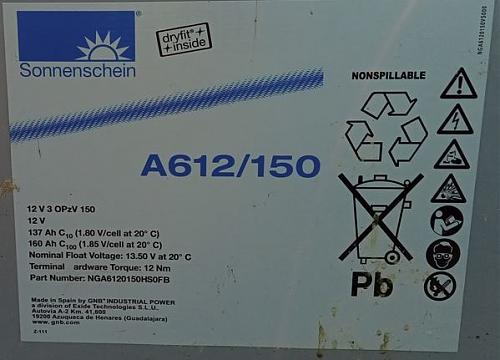 Sonnenschein®
dryfit®
inside
NGA6120150VS000
NONSPILLABLE
A612/150
12 V 3 OPzV 150
12 V
137 Ah C10 (1.80 V/cell at 20° C)
160 Ah C100 (1.85 V/cell at 20° C)
Nominal Float Voltage: 13.50 V at 20° C
Terminal ardware Torque: 12 Nm
Part Number: NGA6120150HS0FB
Pb
Made in Spain by GNB® INDUSTRIAL POWER
a division of Exide Technologies S.L.U.
Autovia A-2 Km. 41,600
19200 Azuqueca de Henares (Guadalajara)
www.gnb.com
Z-111